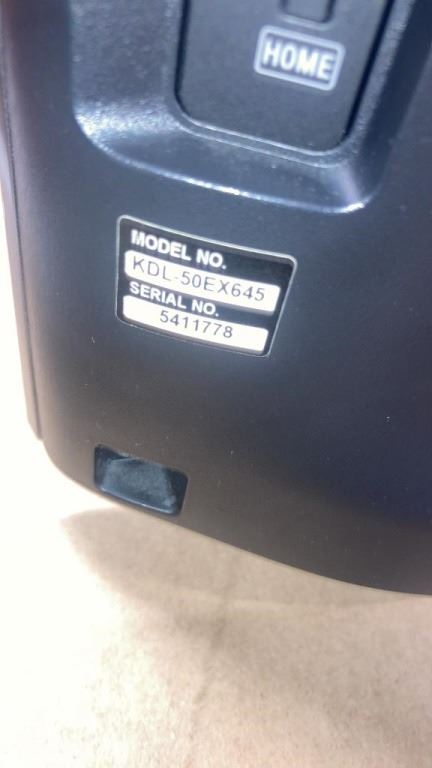 HOME
MODEL NO.
KDL-50EX645
SERIAL NO.
5411778